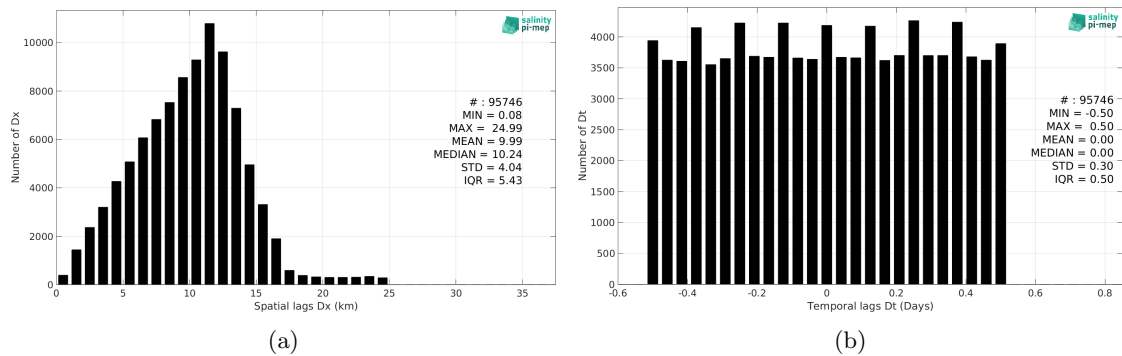 salinity
pi-mep
10000
8000
6000
4000
2000
0
Number of Dx
# : 95746
MIN = 0.08
MAX = 24.99
MEAN = 9.99
MEDIAN = 10.24
STD = 4.04
IQR = 5.43
0 5 10 15 20 25 30 35
Spatial lags Dx (km)
(a)
salinity
pi-mep
4000
3500
3000
2500
2000
1500
1000
500
0
Number of Dt
# : 95746
MIN = -0.50
MAX = 0.50
MEAN = 0.00
MEDIAN = 0.00
STD = 0.30
IQR = 0.50
-0.6 -0.4 -0.2 0 0.2 0.4 0.6 0.8
Temporal lags Dt (Days)
(b)